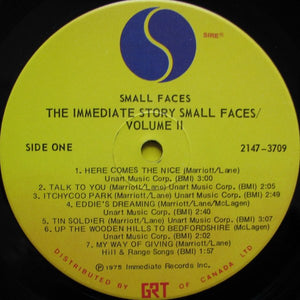 SIRE®
SMALL FACES
THE IMMEDIATE STORY SMALL FACES/
VOLUME II
SIDE ONE
2147-3709
1. HERE COMES THE NICE (Marriott/Lane)
Unart Music Corp. (BMI) 3:00
2. TALK TO YOU (Marriott/Lane) Unart Music Corp. (BMI) 2:05
3. ITCHYCOO PARK (Marriott/Lane) Unart Music Corp. (BMI) 2:49
4. EDDIE'S DREAMING (Marriott/Lane/McLagen)
Unart Music Corp. (BMI) 2:52
5. TIN SOLDIER (Marriott/Lane) Unart Music Corp. (BMI) 3:20
6. UP THE WOODEN HILLS TO BEDFORDSHIRE (McLagen)
Unart Music Corp. (BMI) 2:02
7. MY WAY OF GIVING (Marriott/Lane)
Hill & Range Songs (BMI) 1:57
℗ 1975 Immediate Records Inc.
DISTRIBUTED BY GRT OF CANADA LTD